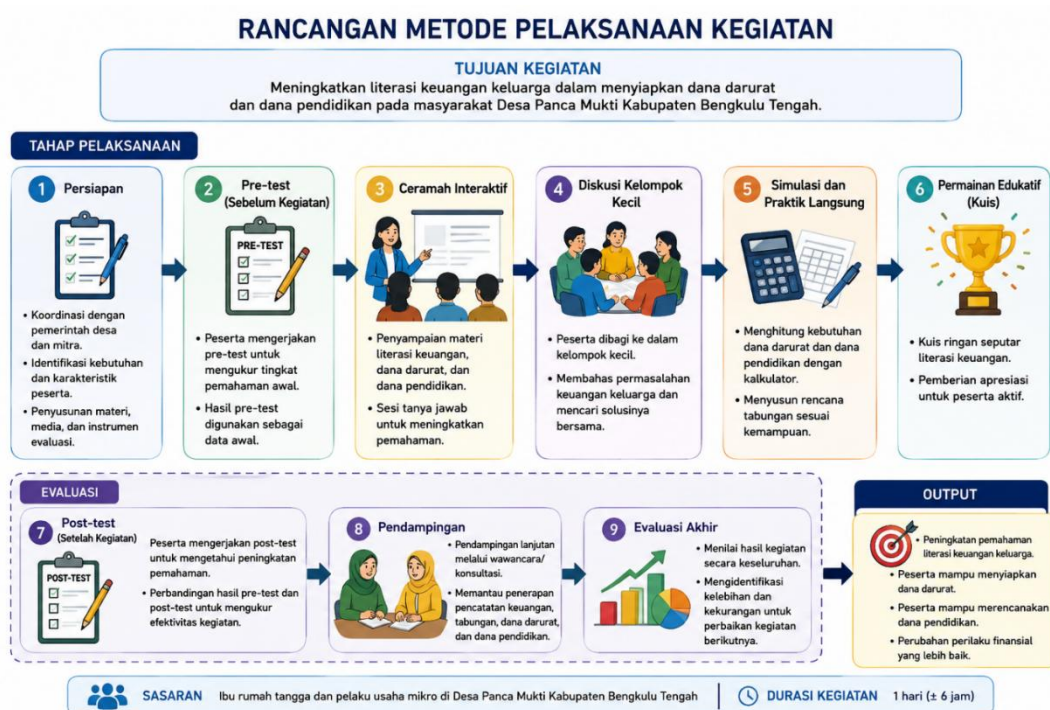 RANCANGAN METODE PELAKSANAAN KEGIATAN
TUJUAN KEGIATAN
Meningkatkan literasi keuangan keluarga dalam menyiapkan dana darurat
dan dana pendidikan pada masyarakat Desa Panca Mukti Kabupaten Bengkulu Tengah.
TAHAP PELAKSANAAN
1 Persiapan
• Koordinasi dengan
pemerintah desa
dan mitra.
• Identifikasi kebutuhan
dan karakteristik
peserta.
• Penyusunan materi,
media, dan instrumen
evaluasi.
2 Pre-test
(Sebelum Kegiatan)
PRE-TEST
• Peserta mengerjakan
pre-test untuk
mengukur tingkat
pemahaman awal.
• Hasil pre-test
digunakan sebagai
data awal.
3 Ceramah Interaktif
• Penyampaian materi
literasi keuangan,
dana darurat, dan
dana pendidikan.
• Sesi tanya jawab
untuk meningkatkan
pemahaman.
4 Diskusi Kelompok
Kecil
• Peserta dibagi ke dalam
kelompok kecil.
• Membahas permasalahan
keuangan keluarga dan
mencari solusinya
bersama.
5 Simulasi dan
Praktik Langsung
• Menghitung kebutuhan
dana darurat dan dana
pendidikan dengan
kalkulator.
• Menyusun rencana
tabungan sesuai
kemampuan.
6 Permainan Edukatif
(Kuis)
• Kuis ringan seputar
literasi keuangan.
• Pemberian apresiasi
untuk peserta aktif.
EVALUASI
7 Post-test
(Setelah Kegiatan)
POST-TEST
Peserta mengerjakan post-test
untuk mengetahui peningkatan
pemahaman.
• Perbandingan hasil pre-test dan
post-test untuk mengukur
efektivitas kegiatan.
8 Pendampingan
• Pendampingan lanjutan
melalui wawancara/
konsultasi.
• Memantau penerapan
pencatatan keuangan,
tabungan, dana darurat,
dan dana pendidikan.
9 Evaluasi Akhir
• Menilai hasil kegiatan
secara keseluruhan.
• Mengidentifikasi
kelebihan dan
kekurangan untuk
perbaikan kegiatan
berikutnya.
OUTPUT
• Peningkatan pemahaman
literasi keuangan keluarga.
• Peserta mampu menyiapkan
dana darurat.
• Peserta mampu merencanakan
dana pendidikan.
• Perubahan perilaku finansial
yang lebih baik.
SASARAN Ibu rumah tangga dan pelaku usaha mikro di Desa Panca Mukti Kabupaten Bengkulu Tengah
DURASI KEGIATAN 1 hari (± 6 jam)